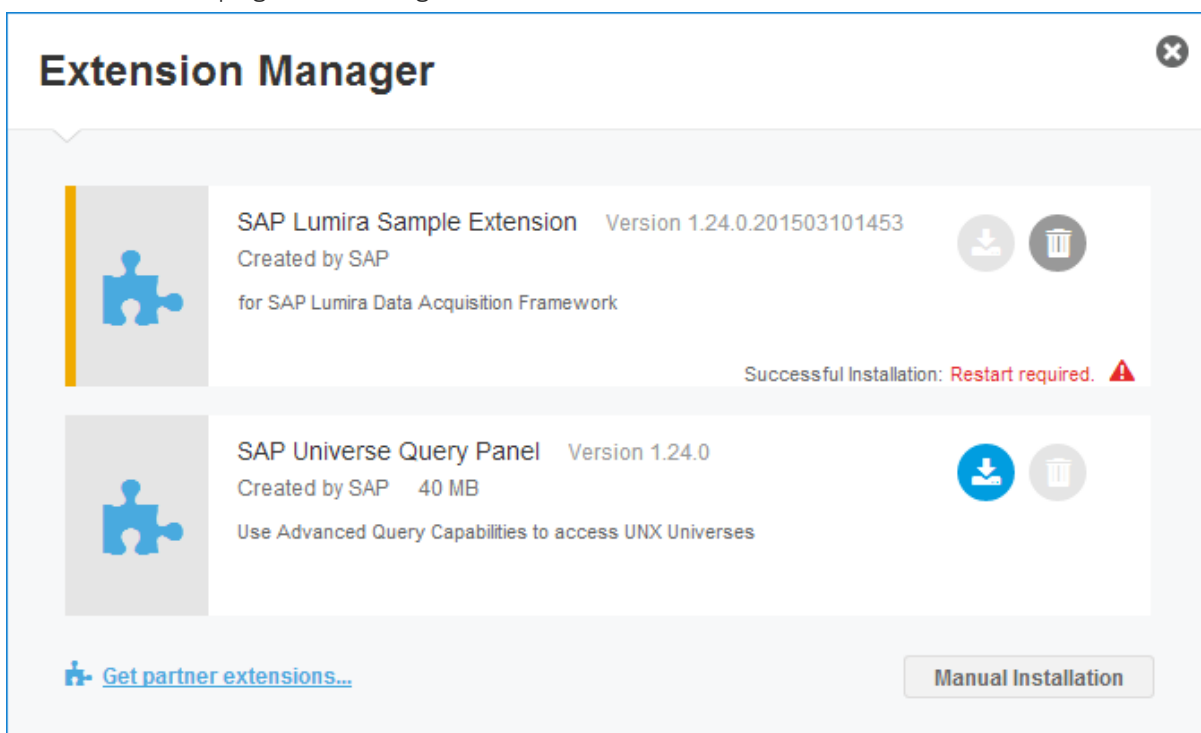 Extension Manager
SAP Lumira Sample Extension Version 1.24.0.201503101453
Created by SAP
for SAP Lumira Data Acquisition Framework
Successful Installation: Restart required.
SAP Universe Query Panel Version 1.24.0
Created by SAP 40 MB
Use Advanced Query Capabilities to access UNX Universes
Get partner extensions...
Manual Installation